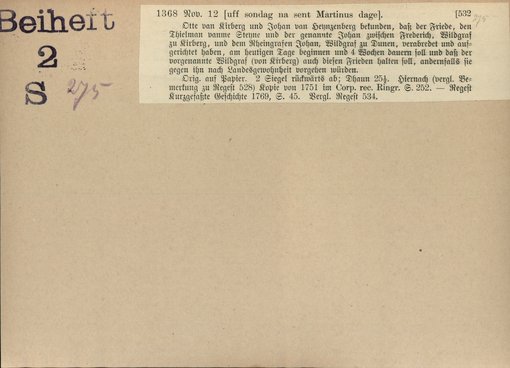 Beiheft
2
S 275
1368 Nov. 12 [uff sondag na sent Martinus dage]. [532
Otte von Kirberg und Johan von Heynzenberg bekunden, daß der Friede, den
Thielman vanme Steyne und der genannte Johan zwischen Frederich, Wildgraf
zu Kirberg, und dem Rheingrafen Johan, Wildgraf zu Dunen, verabredet und auf-
gerichtet haben, am heutigen Tage beginnen und 4 Wochen dauern soll und daß der
vorgenannte Wildgraf (von Kirberg) auch diesen Frieden halten soll, andernfalls sie
gegen ihn nach Landesgewohnheit vorgehen würden.
Orig. auf Papier. 2 Siegel rückwärts ab; Dhaun 25½. Hiernach (vergl. Be-
merkung zu Regest 528) Kopie von 1751 im Corp. rec. Ringr. S. 252. — Regest
Kurzgefaßte Geschichte 1769, S. 45. Vergl. Regest 534.